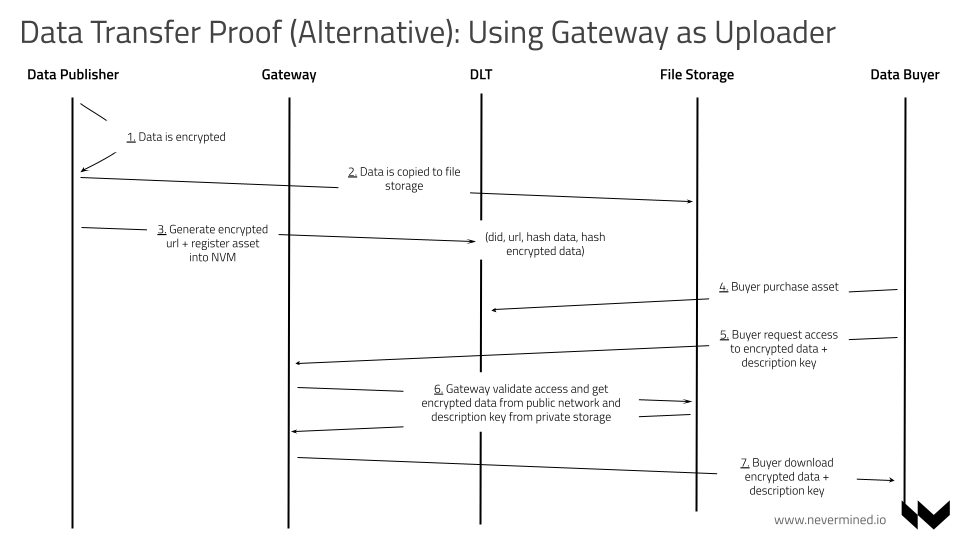 Data Transfer Proof (Alternative): Using Gateway as Uploader
Data Publisher
Gateway
DLT
File Storage
Data Buyer
1. Data is encrypted
2. Data is copied to file
storage
3. Generate encrypted
url + register asset
into NVM
(did, url, hash data, hash
encrypted data)
4. Buyer purchase asset
5. Buyer request access
to encrypted data +
description key
6. Gateway validate access and get
encrypted data from public network and
description key from private storage
7. Buyer download
encrypted data +
description key
www.nevermined.io